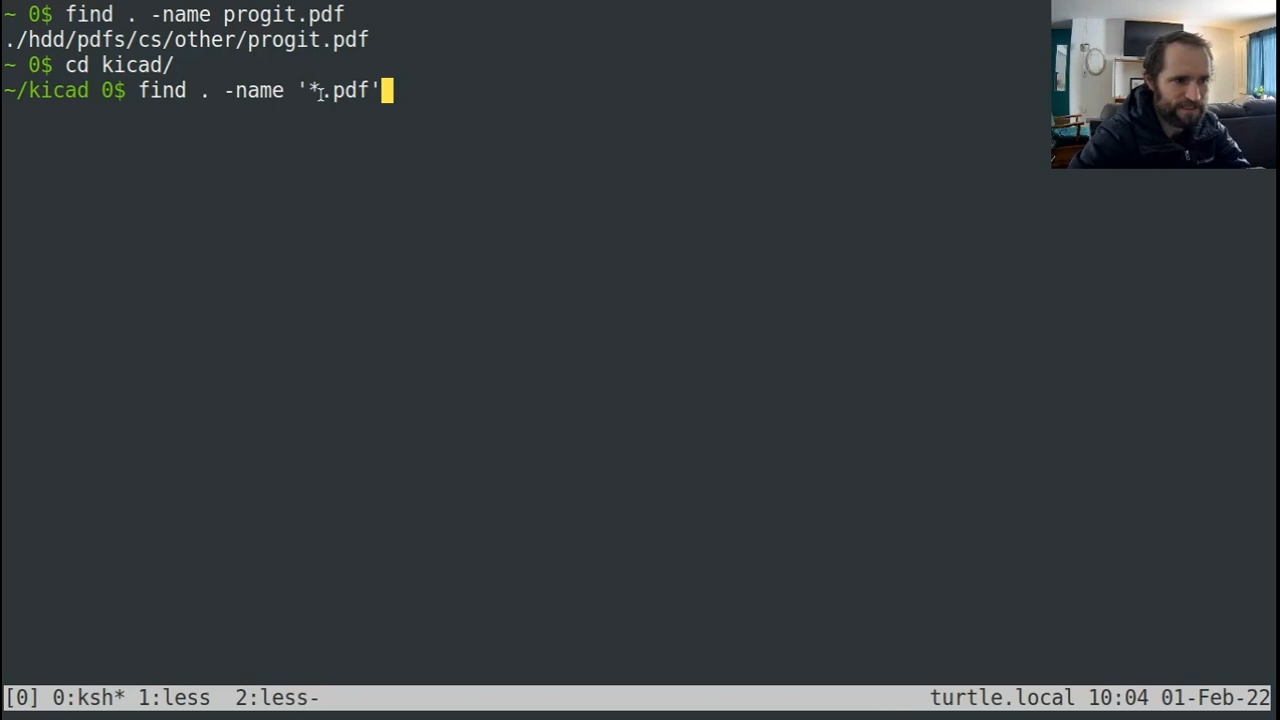 ~ 0$ find . -name progit.pdf
./hdd/pdfs/cs/other/progit.pdf
~ 0$ cd kicad/
~/kicad 0$ find . -name '*.pdf'
[0] 0:ksh* 1:less  2:less- turtle.local 10:04 01-Feb-22